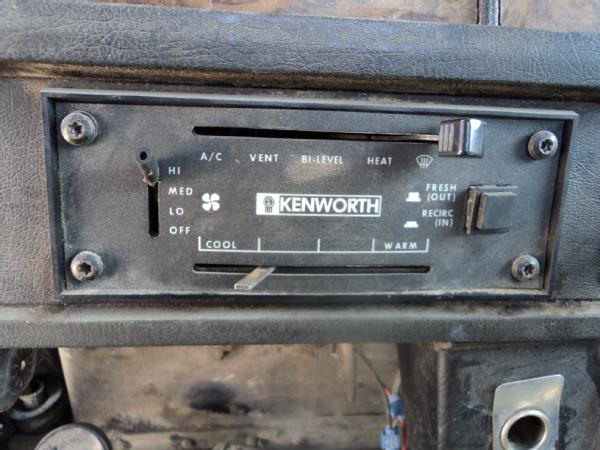 A/C VENT BI-LEVEL HEAT
HI
MED
LO
OFF
KENWORTH
FRESH
(OUT)
RECIRC
(IN)
COOL WARM